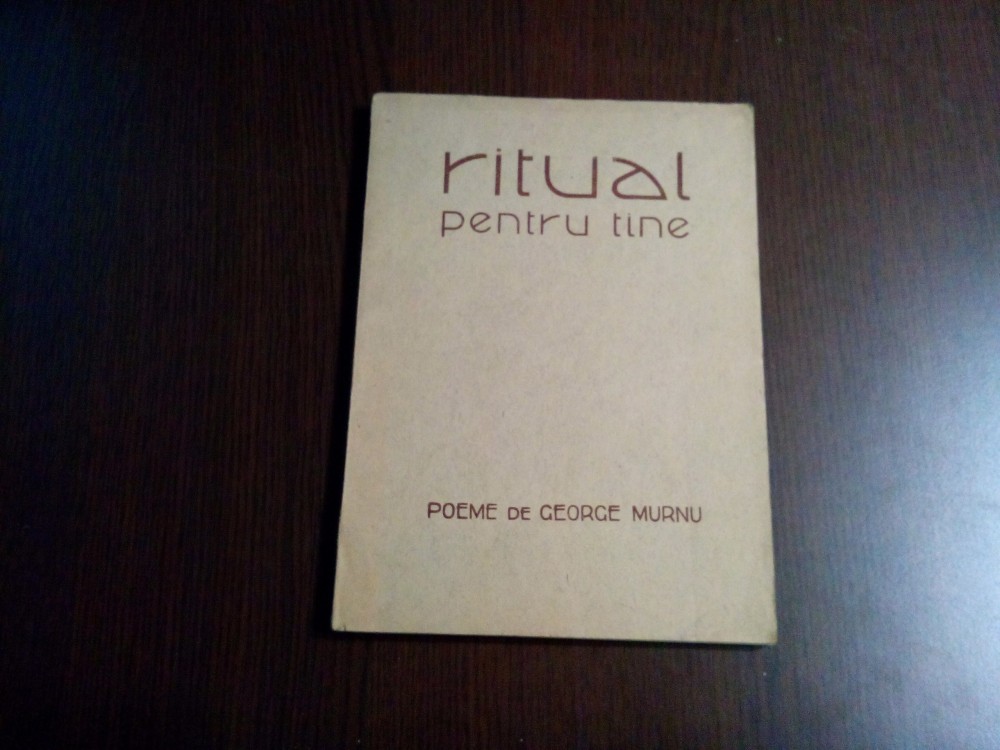 ritual
pentru tine
POEME DE GEORGE MURNU